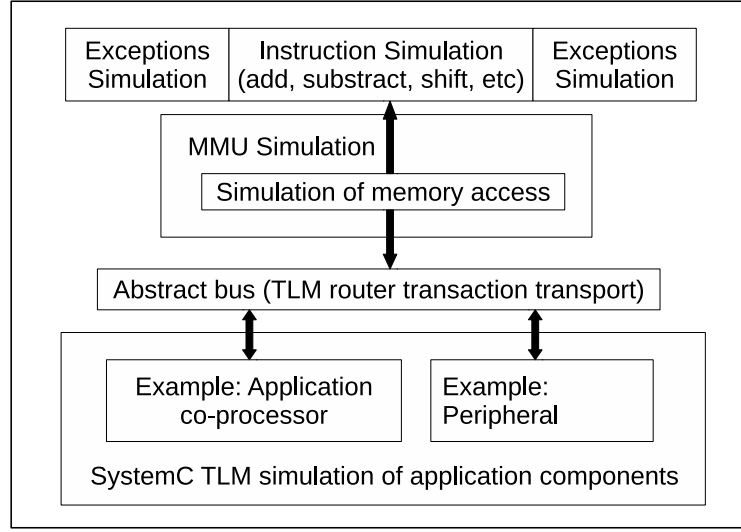 Exceptions
Simulation
Instruction Simulation
(add, substract, shift, etc)
Exceptions
Simulation
MMU Simulation
Simulation of memory access
Abstract bus (TLM router transaction transport)
Example: Application
co-processor
Example:
Peripheral
SystemC TLM simulation of application components